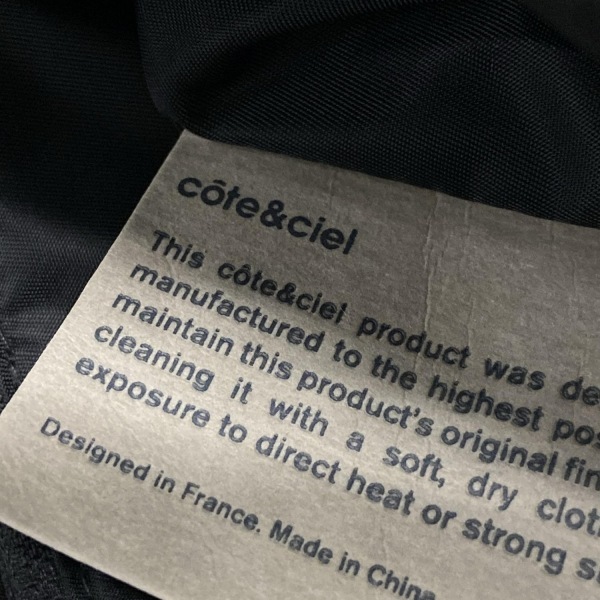 côte&ciel
This côte&ciel product was de
manufactured to the highest pos
maintain this product's original fin
cleaning it with a soft, dry clot
exposure to direct heat or strong s
Designed in France. Made in China